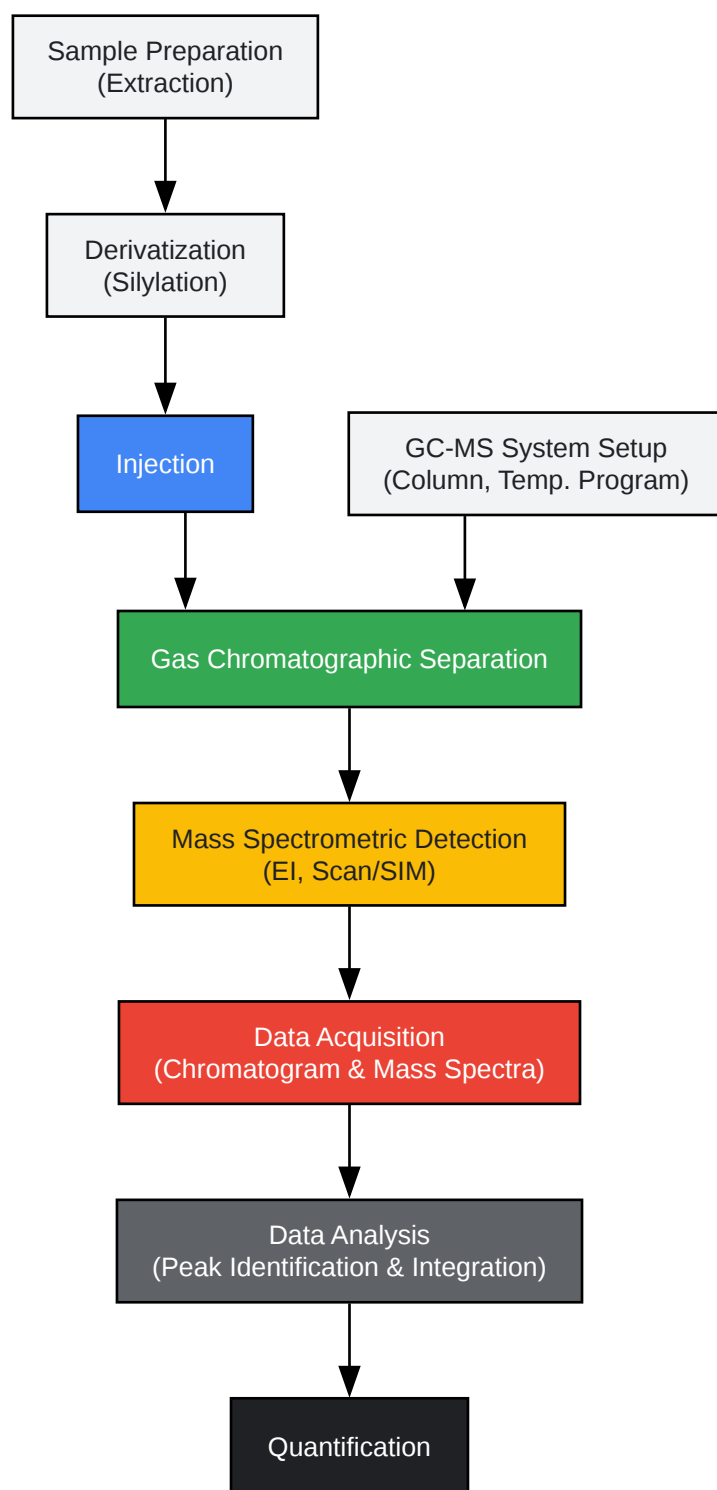 Sample Preparation
(Extraction)
Derivatization
(Silylation)
Injection
GC-MS System Setup
(Column, Temp. Program)
Gas Chromatographic Separation
Mass Spectrometric Detection
(EI, Scan/SIM)
Data Acquisition
(Chromatogram & Mass Spectra)
Data Analysis
(Peak Identification & Integration)
Quantification